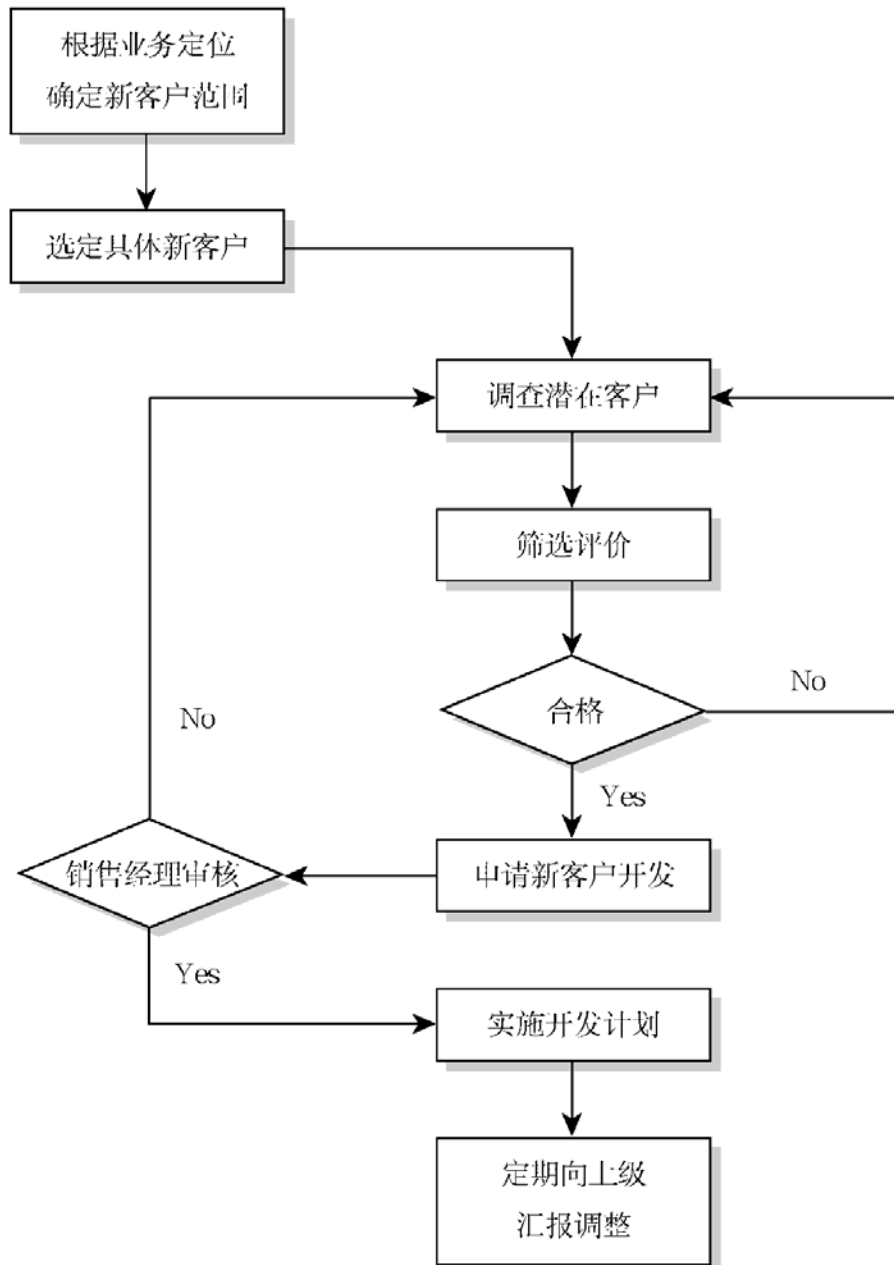 根据业务定位
确定新客户范围
选定具体新客户
调查潜在客户
筛选评价
合格
No
Yes
No
销售经理审核
申请新客户开发
Yes
实施开发计划
定期向上级
汇报调整